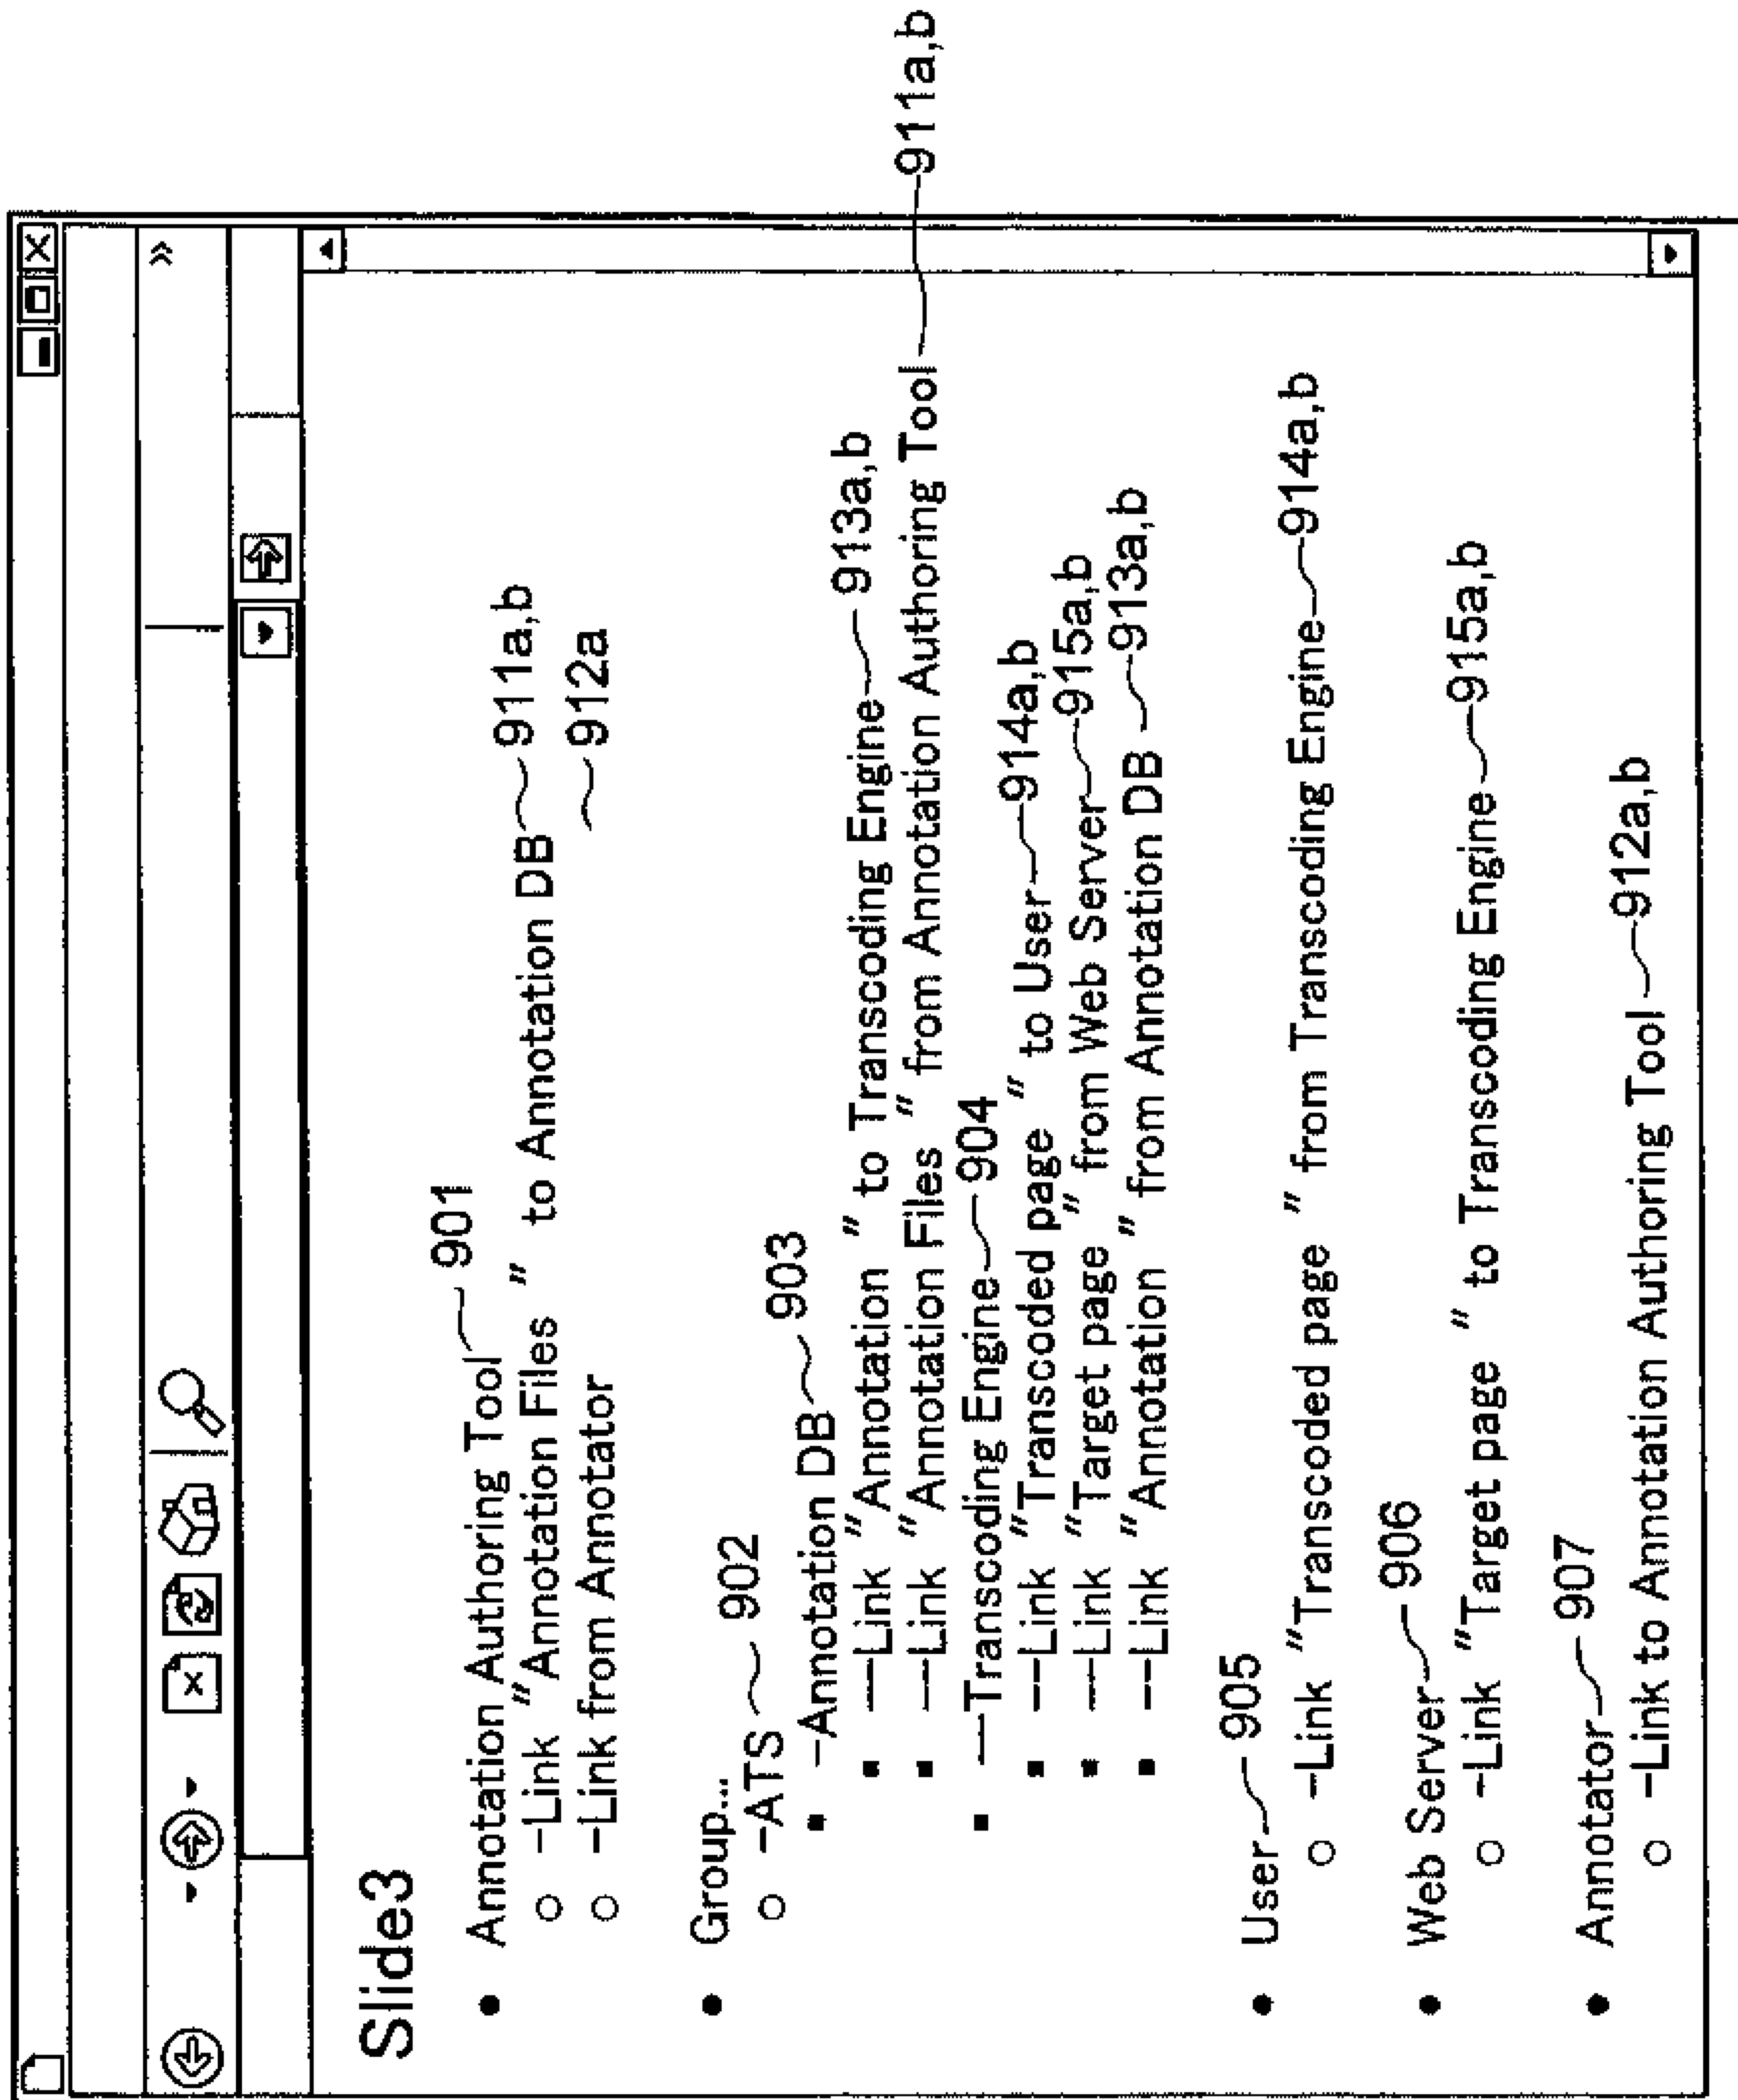 Slide3
● Annotation Authoring Tool 901
○ -Link "Annotation Files " to Annotation DB 911a,b
○ -Link from Annotator 912a
● Group...
○ -ATS 902
▪ -Annotation DB 903
▪ --Link "Annotation " to Transcoding Engine 913a,b
▪ --Link "Annotation Files " from Annotation Authoring Tool 911a,b
▪ --Transcoding Engine 904
▪ --Link "Transcoded page " to User 914a,b
▪ --Link "Target page " from Web Server 915a,b
▪ --Link "Annotation " from Annotation DB 913a,b
● User 905
○ -Link "Transcoded page " from Transcoding Engine 914a,b
● Web Server 906
○ -Link "Target page " to Transcoding Engine 915a,b
● Annotator 907
○ -Link to Annotation Authoring Tool 912a,b